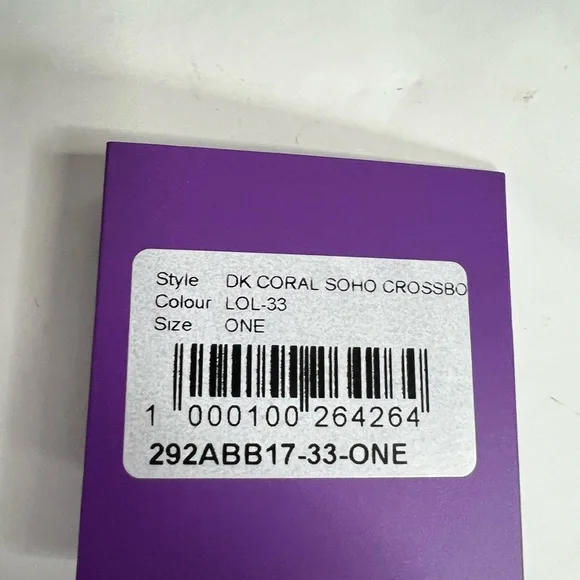 Style DK CORAL SOHO CROSSBO
Colour LOL-33
Size ONE
1 000100 264264
292ABB17-33-ONE